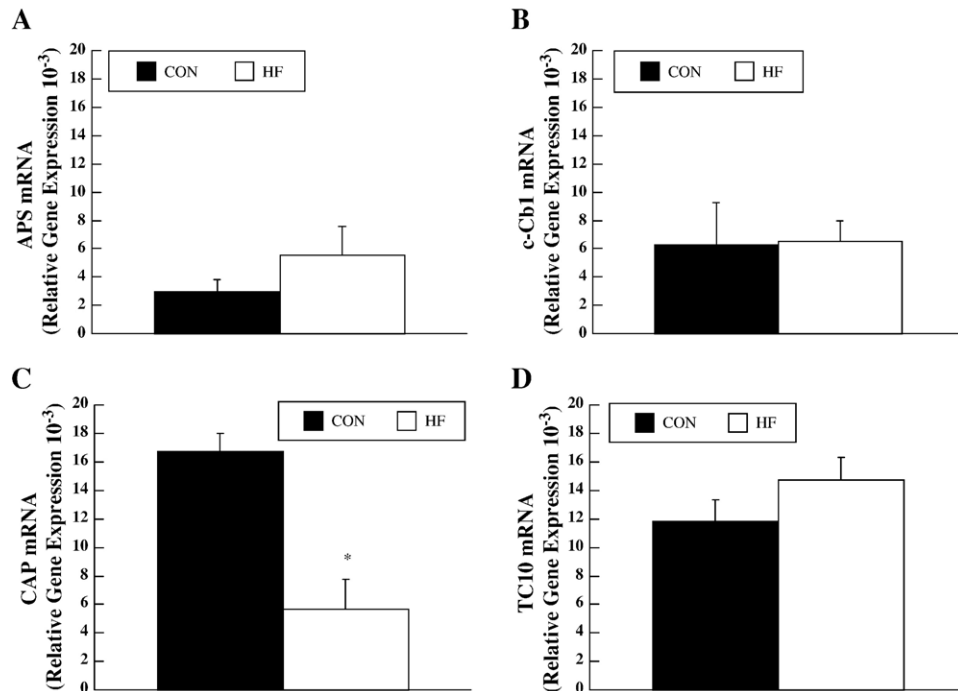 A
APS mRNA
(Relative Gene Expression 10-3)
20
18
16
14
12
10
8
6
4
2
0
CON HF
B
c-Cb1 mRNA
(Relative Gene Expression 10-3)
20
18
16
14
12
10
8
6
4
2
0
CON HF
C
CAP mRNA
(Relative Gene Expression 10-3)
20
18
16
14
12
10
8
6
4
2
0
CON HF
*
D
TC10 mRNA
(Relative Gene Expression 10-3)
20
18
16
14
12
10
8
6
4
2
0
CON HF